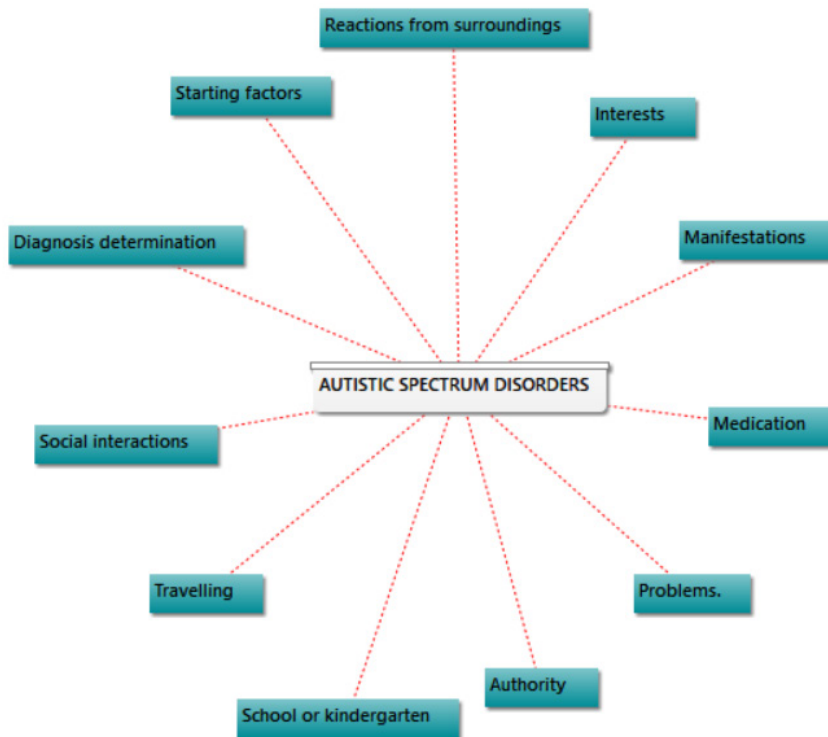 Reactions from surroundings
Starting factors
Interests
Diagnosis determination
Manifestations
AUTISTIC SPECTRUM DISORDERS
Social interactions
Medication
Travelling
Problems.
Authority
School or kindergarten